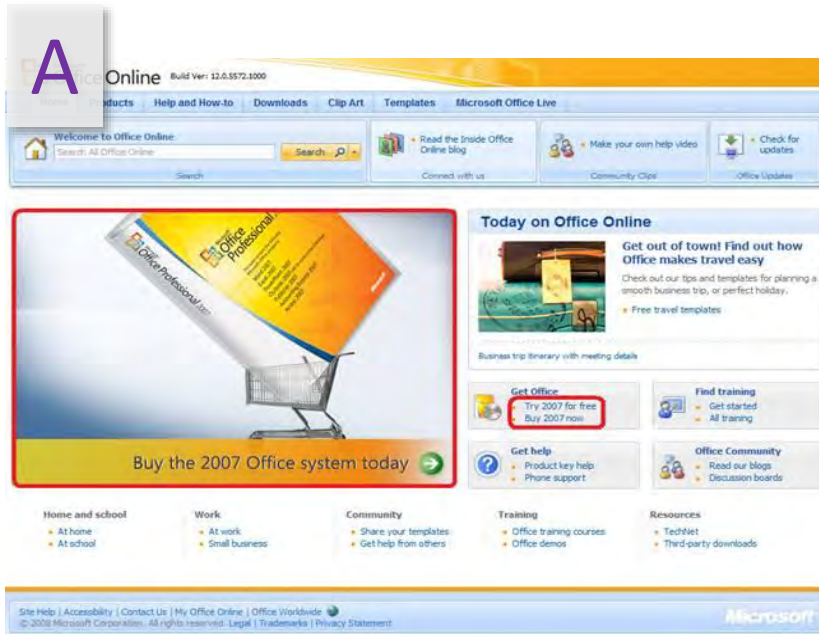 A
Office Online Build Ver: 12.0.5572.1000
Home Products Help and How-to Downloads Clip Art Templates Microsoft Office Live
Welcome to Office Online
Search All Office Online
Search
Search
Read the Inside Office
Online blog
Connect with us
Make your own help video
Community Clips
Check for
updates
Office Updates
Office Professional 2007
Office
Professional
Microsoft
Buy the 2007 Office system today
Today on Office Online
Get out of town! Find out how
Office makes travel easy
Check out our tips and templates for planning a
smooth business trip, or perfect holiday.
Free travel templates
Business trip itinerary with meeting details
Get Office
Try 2007 for free
Buy 2007 now
Find training
Get started
All training
Get help
Product key help
Phone support
Office Community
Read our blogs
Discussion boards
Home and school
At home
At school
Work
At work
Small business
Community
Share your templates
Get help from others
Training
Office training courses
Office demos
Resources
TechNet
Third-party downloads
Site Help | Accessibility | Contact Us | My Office Online | Office Worldwide
© 2008 Microsoft Corporation. All rights reserved. Legal | Trademarks | Privacy Statement
Microsoft